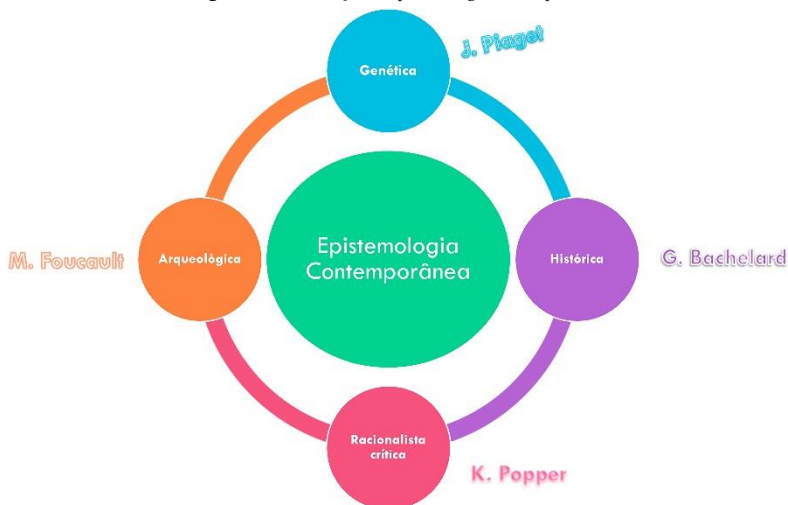 J. Piaget
Genética
M. Foucault
Arqueológica
Epistemologia
Contemporânea
Histórica
G. Bachelard
Racionalista
crítica
K. Popper